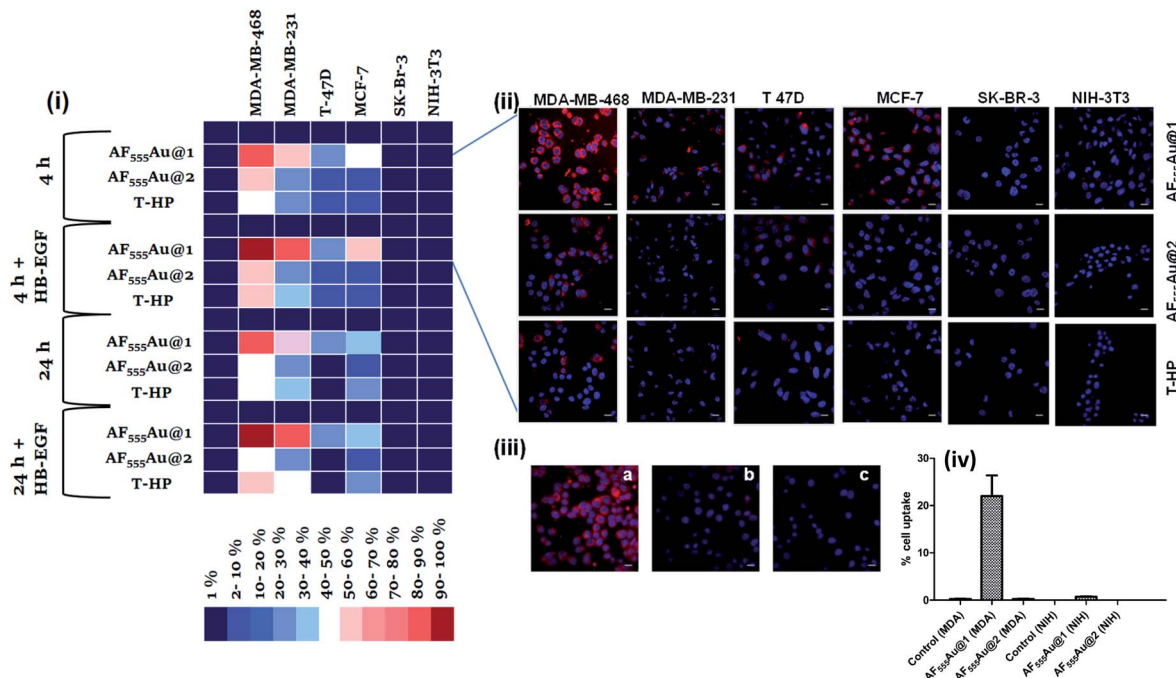 (i)
MDA-MB-468
MDA-MB-231
T-47D
MCF-7
SK-Br-3
NIH-3T3
4 h
AF₅₅₅Au@1
AF₅₅₅Au@2
T-HP
4 h +
HB-EGF
AF₅₅₅Au@1
AF₅₅₅Au@2
T-HP
24 h
AF₅₅₅Au@1
AF₅₅₅Au@2
T-HP
24 h +
HB-EGF
AF₅₅₅Au@1
AF₅₅₅Au@2
T-HP
1 %
2- 10 %
10- 20 %
20- 30 %
30- 40 %
40- 50 %
50- 60 %
60- 70 %
70- 80 %
80- 90 %
90- 100 %
(ii)
MDA-MB-468 MDA-MB-231 T 47D MCF-7 SK-BR-3 NIH-3T3
AF₅₅₅Au@1
AF₅₅₅Au@2
T-HP
(iii)
a b c
(iv)
% cell uptake
30
20
10
0
Control (MDA)
AF₅₅₅Au@1 (MDA)
AF₅₅₅Au@2 (MDA)
Control (NIH)
AF₅₅₅Au@1 (NIH)
AF₅₅₅Au@2 (NIH)